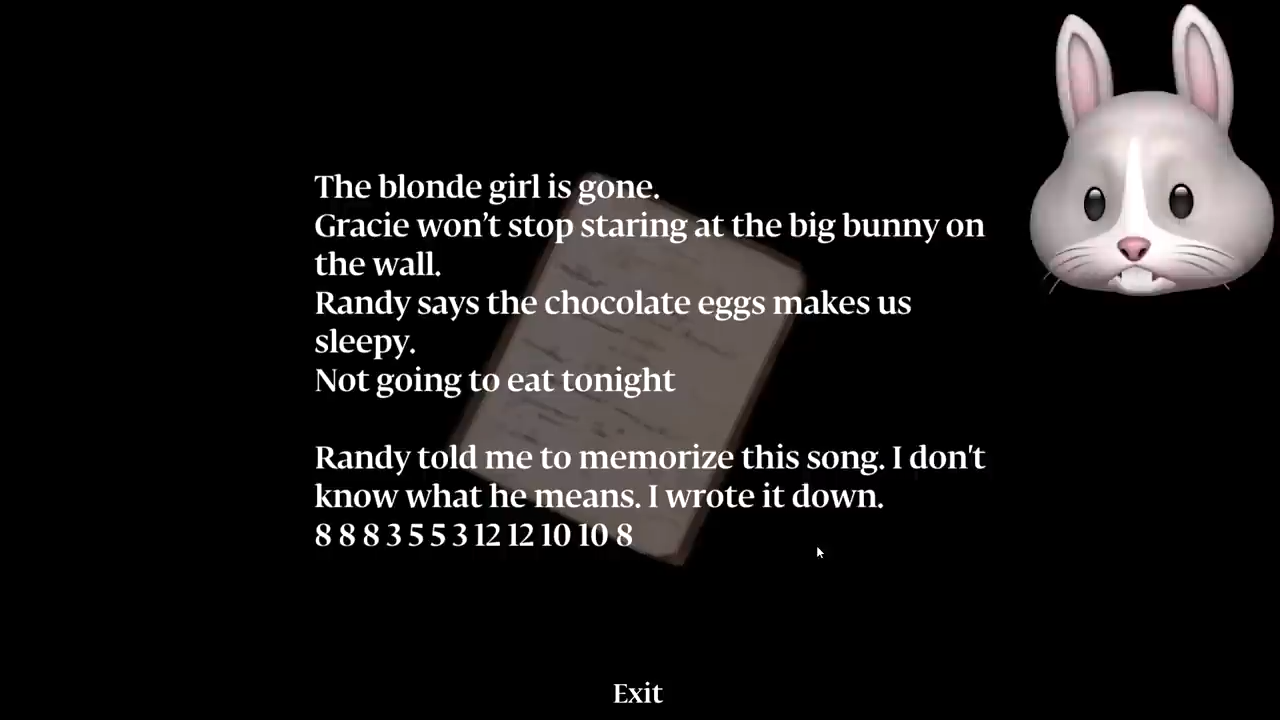 The blonde girl is gone.
Gracie won’t stop staring at the big bunny on
the wall.
Randy says the chocolate eggs makes us
sleepy.
Not going to eat tonight
Randy told me to memorize this song. I don't
know what he means. I wrote it down.
8 8 8 3 5 5 3 12 12 10 10 8
Exit